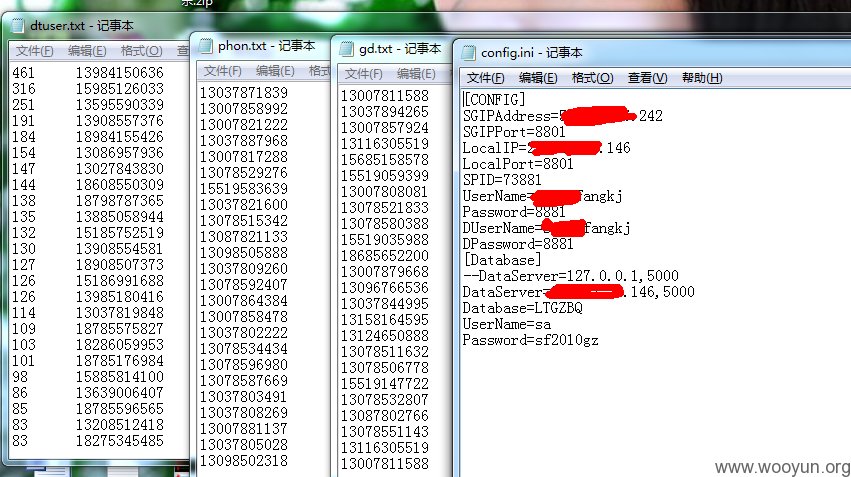 示.zip
dtuser.txt - 记事本
文件(F) 编辑(E) 格式(O) 查
461 13984150636
316 15985126033
251 13595590339
191 13908557376
184 18984155426
154 13086957936
147 13027843830
144 18608550309
138 18798787365
135 13885058944
132 15185752519
130 13908554581
127 18908507373
126 15186991688
126 13985180416
114 13037819848
109 18785575827
103 18286059953
101 18785176984
98 15885814100
86 13639006407
85 18785596565
83 13208512418
83 18275345485
phon.txt - 记事本
文件(F) 编辑(E) 格式
13037871839
13007858992
13007821222
13037887968
13007817288
13078529276
15519583639
13037821600
13078515342
13087821133
13098505888
13037809260
13078592407
13007864384
13007858478
13037802222
13078534434
13078596980
13078587669
13037803491
13037808269
13007881137
13037805028
13098502318
gd.txt - 记事本
文件(F) 编辑(E)
13007811588
13037894265
13007857924
13116305519
15685158578
15519059399
13007808081
13078521833
13078580388
15519035988
18685652200
13007879668
13096766536
13037844995
13158164595
13124650888
13078511632
13078506778
15519147722
13078532807
13087802766
13078551143
13116305519
13007811588
config.ini - 记事本
文件(F) 编辑(E) 格式(O) 查看(V) 帮助(H)
[CONFIG]
SGIPAddress= .242
SGIPPort=8801
LocalIP=2 .146
LocalPort=8801
SPID=73881
UserName= fangkj
Password=8881
DUserName= fangkj
DPassword=8881
[Database]
--DataServer=127.0.0.1,5000
DataServer= .146,5000
Database=LTGZBQ
UserName=sa
Password=sf2010gz
www.wooyun.org